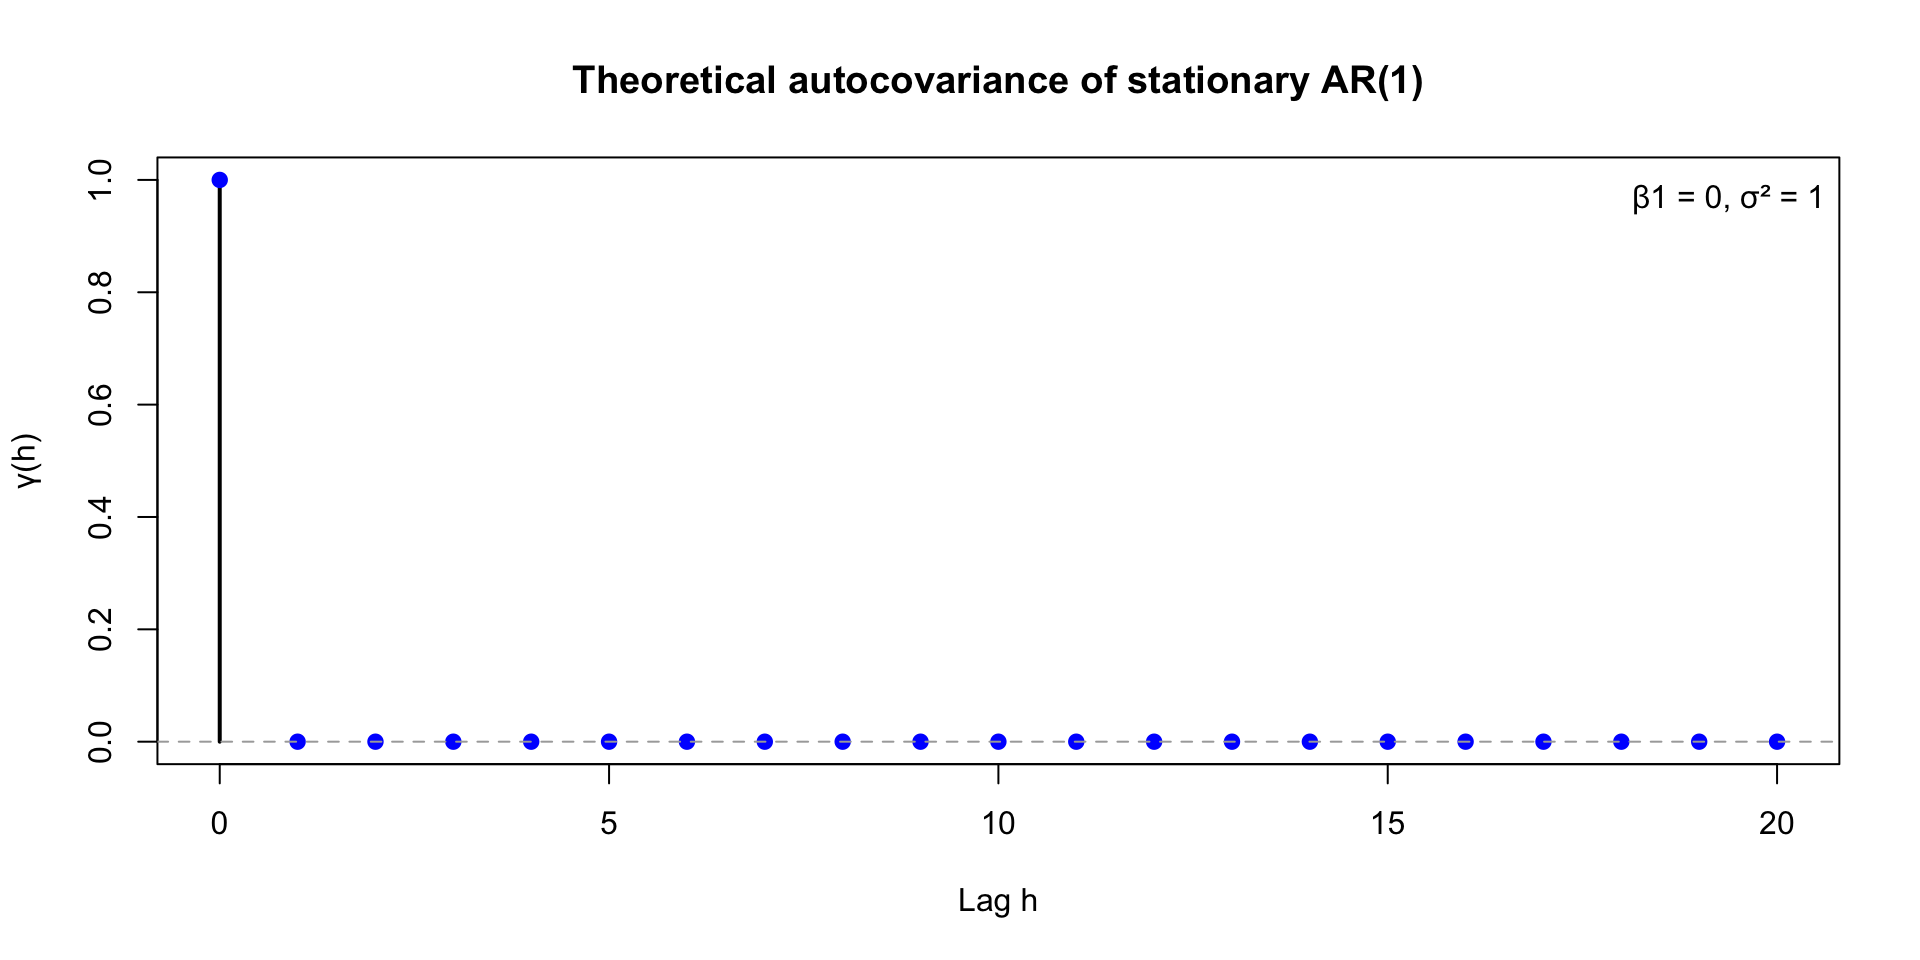 Theoretical autocovariance of stationary AR(1)
β1 = 0, σ² = 1
γ(h)
1.0
0.8
0.6
0.4
0.2
0.0
0 5 10 15 20
Lag h